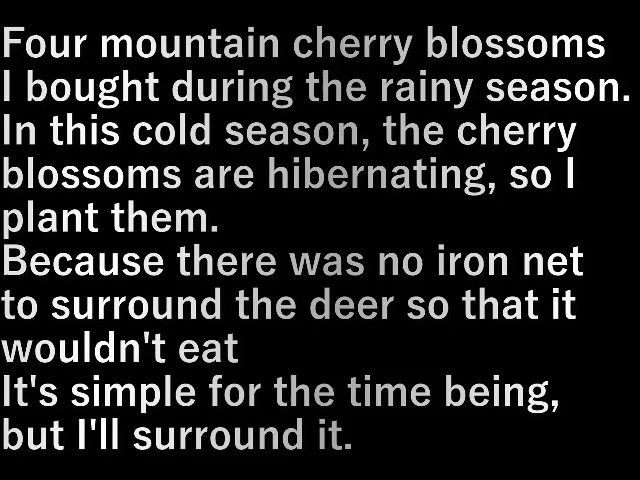 Four mountain cherry blossoms
I bought during the rainy season.
In this cold season, the cherry
blossoms are hibernating, so I
plant them.
Because there was no iron net
to surround the deer so that it
wouldn't eat
It's simple for the time being,
but I'll surround it.